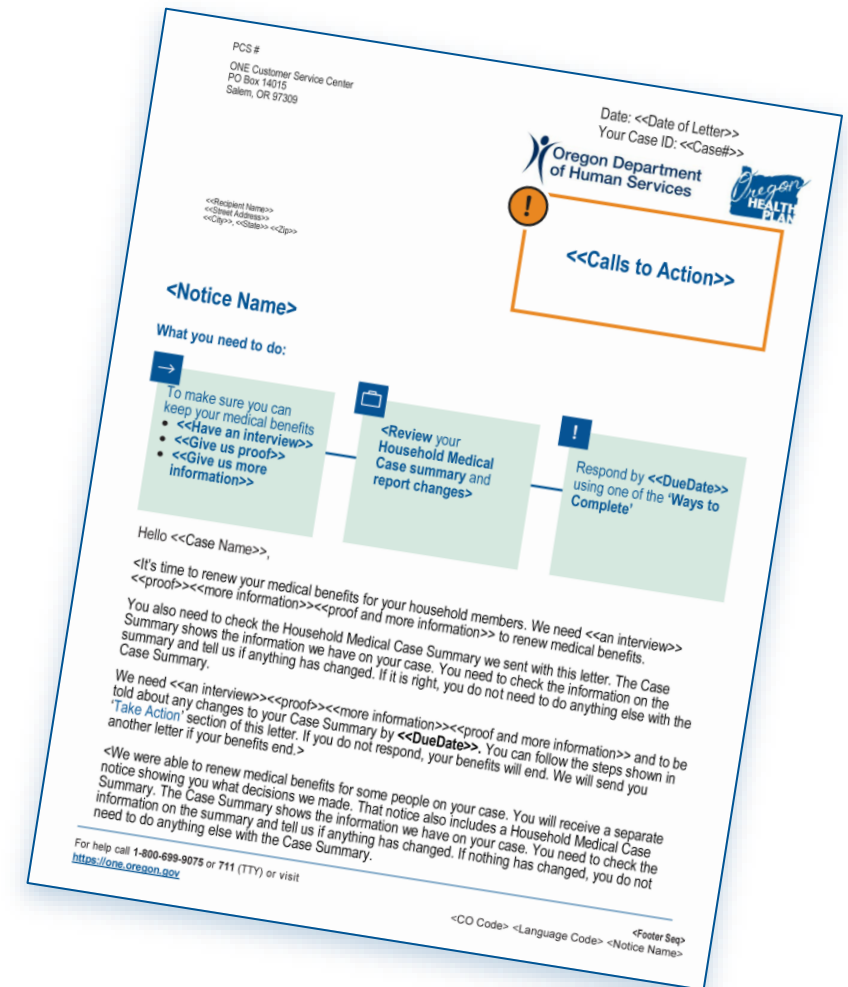 PCS #
ONE Customer Service Center
PO Box 14015
Salem, OR 97309
Date: <<Date of Letter>>
Your Case ID: <<Case#>>
Oregon Department
of Human Services
Oregon
HEALTH
PLAN
<<Recipient Name>>
<<Street Address>>
<<City>>, <<State>> <<Zip>>
!
<<Calls to Action>>
<Notice Name>
What you need to do:
To make sure you can
keep your medical benefits
• <<Have an interview>>
• <<Give us proof>>
• <<Give us more
information>>
<Review your
Household Medical
Case summary and
report changes>
!
Respond by <<DueDate>>
using one of the ‘Ways to
Complete’
Hello <<Case Name>>,
<It’s time to renew your medical benefits for your household members. We need <<an interview>>
<<proof>><<more information>><<proof and more information>> to renew medical benefits.
You also need to check the Household Medical Case Summary we sent with this letter. The Case
Summary shows the information we have on your case. You need to check the information on the
summary and tell us if anything has changed. If it is right, you do not need to do anything else with the
Case Summary.
We need <<an interview>><<proof>><<more information>><<proof and more information>> and to be
told about any changes to your Case Summary by <<DueDate>>. You can follow the steps shown in
‘Take Action’ section of this letter. If you do not respond, your benefits will end. We will send you
another letter if your benefits end.>
<We were able to renew medical benefits for some people on your case. You will receive a separate
notice showing you what decisions we made. That notice also includes a Household Medical Case
Summary. The Case Summary shows the information we have on your case. You need to check the
information on the summary and tell us if anything has changed. If nothing has changed, you do not
need to do anything else with the Case Summary.
For help call 1-800-699-9075 or 711 (TTY) or visit
https://one.oregon.gov
<Footer Seq>
<CO Code> <Language Code> <Notice Name>